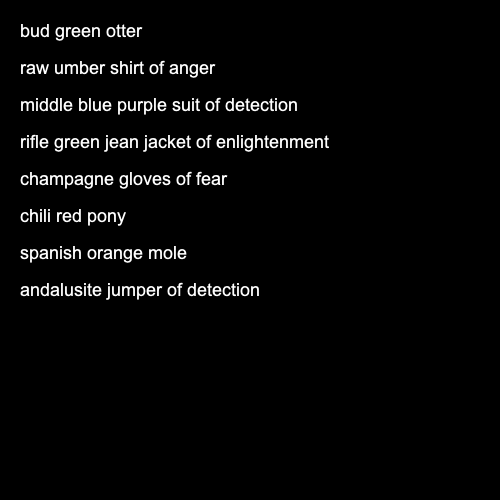 bud green otter
raw umber shirt of anger
middle blue purple suit of detection
rifle green jean jacket of enlightenment
champagne gloves of fear
chili red pony
spanish orange mole
andalusite jumper of detection